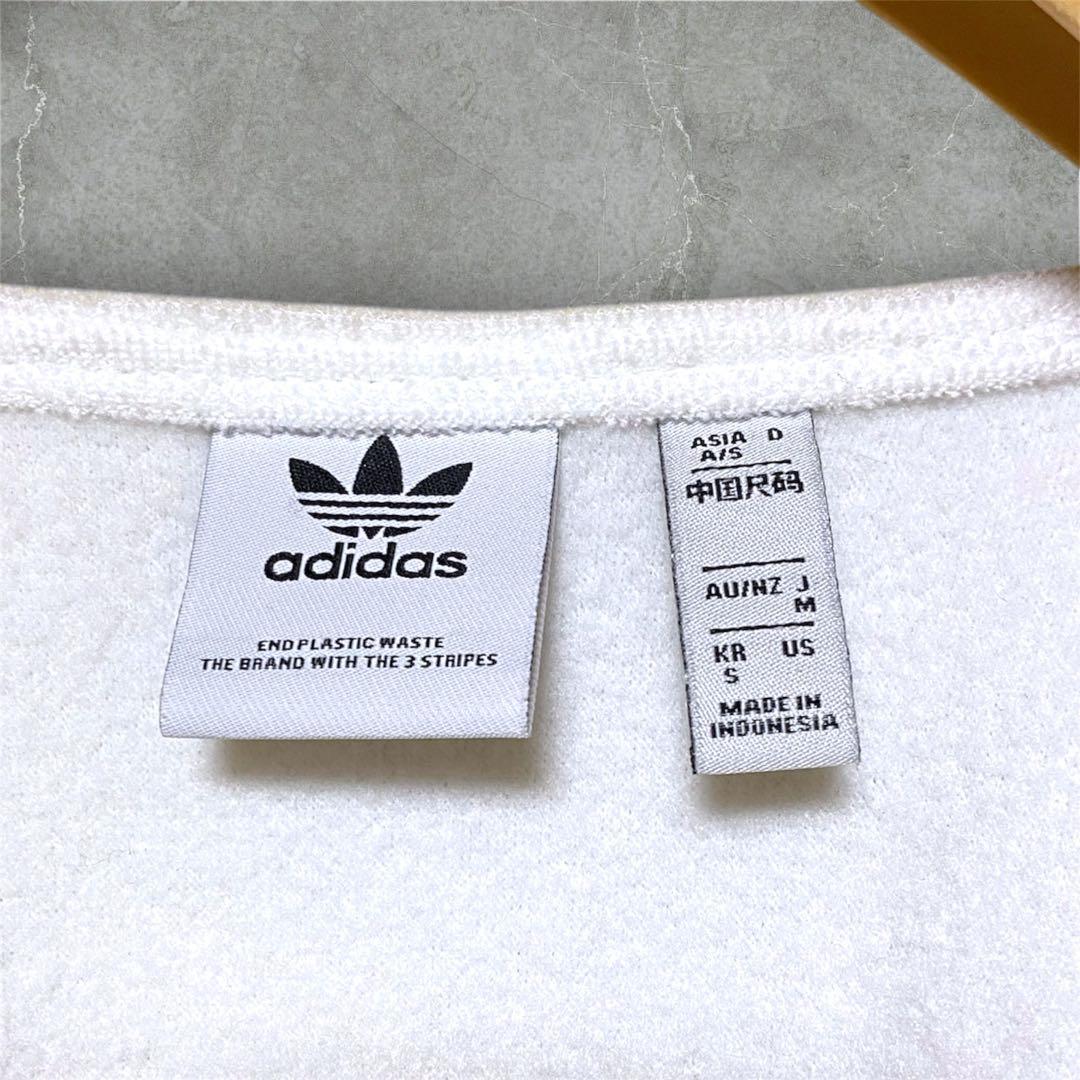 adidas
END PLASTIC WASTE
THE BRAND WITH THE 3 STRIPES
ASIA D
A/S
中国尺码
AU/NZ J
M
KR US
S
MADE IN
INDONESIA